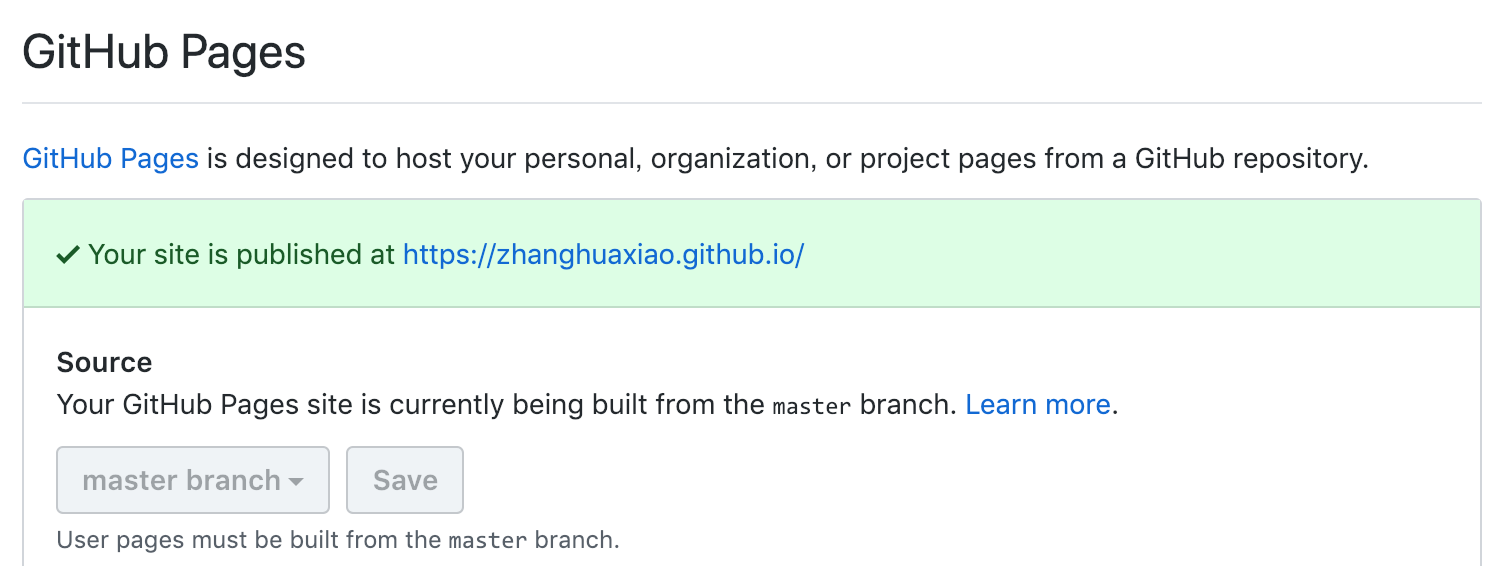 GitHub Pages
GitHub Pages is designed to host your personal, organization, or project pages from a GitHub repository.
Your site is published at https://zhanghuaxiao.github.io/
Source
Your GitHub Pages site is currently being built from the master branch. Learn more.
master branch Save
User pages must be built from the master branch.